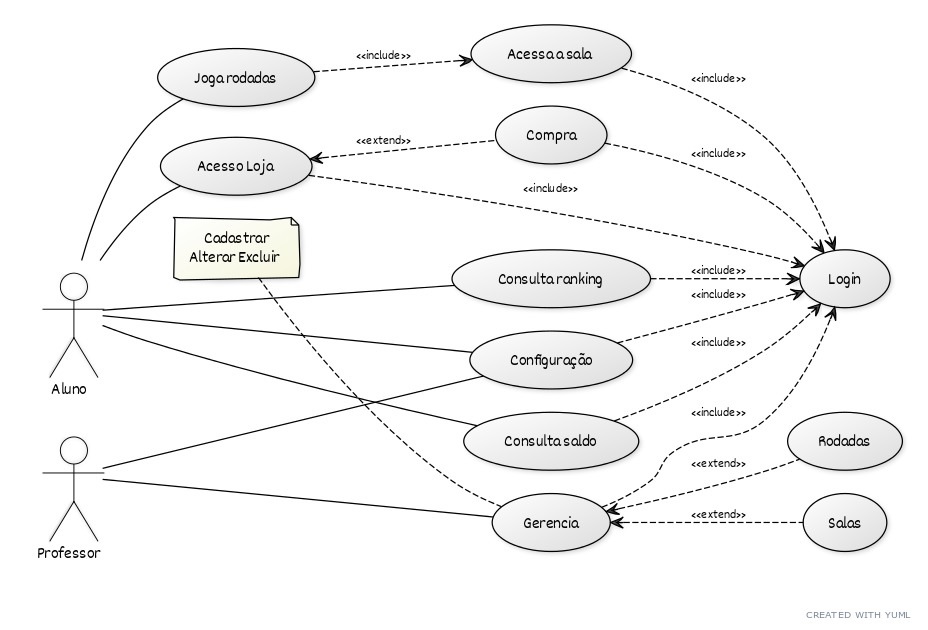 <<include>>
Acessa a sala
Joga rodadas
<<include>>
Compra
<<extend>>
<<include>>
Acesso Loja
<<include>>
Cadastrar
Alterar Excluir
Consulta ranking
<<include>>
Login
<<include>>
<<include>>
Configuração
Aluno
<<include>>
Consulta saldo
Rodadas
<<extend>>
<<extend>>
Gerencia
Salas
Professor
CREATED WITH YUML